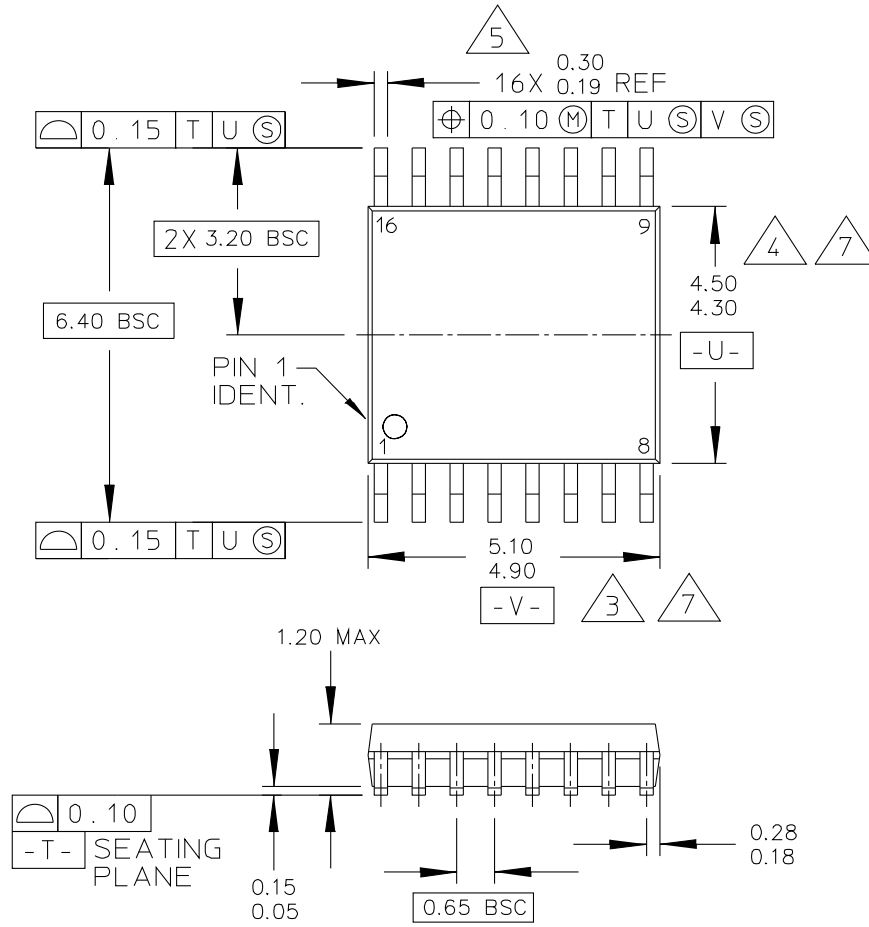 5
0.30
16X 0.19 REF
⌓ 0.15 T U Ⓢ
⌖ 0.10 Ⓜ T U Ⓢ V Ⓢ
16
9
2X 3.20 BSC
4 7
4.50
4.30
6.40 BSC
-U-
PIN 1
IDENT.
1
8
⌓ 0.15 T U Ⓢ
5.10
4.90
-V- 3 7
1.20 MAX
⌓ 0.10
-T- SEATING
PLANE
0.15
0.05
0.65 BSC
0.28
0.18